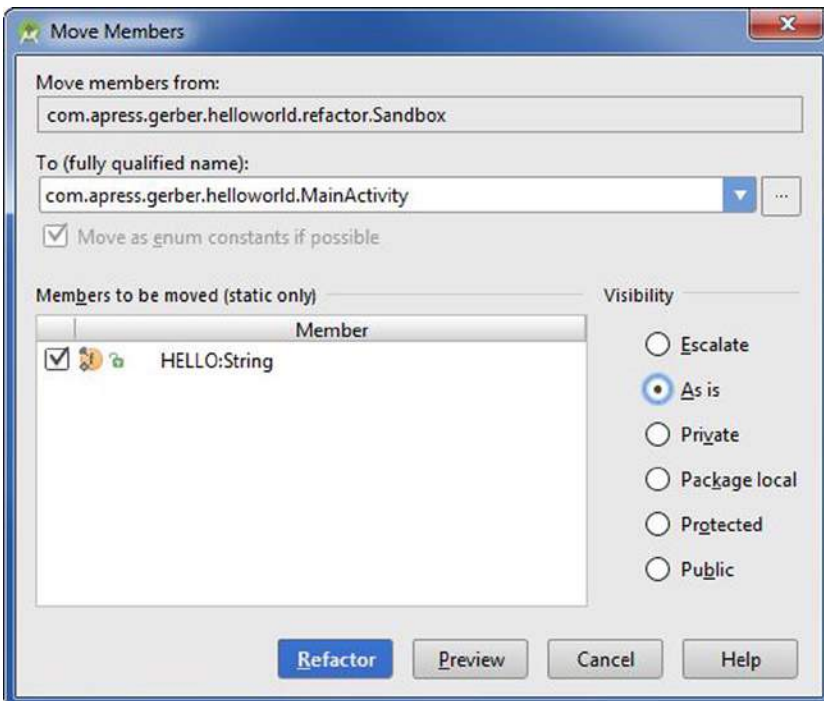 Move Members
Move members from:
com.apress.gerber.helloworld.refactor.Sandbox
To (fully qualified name):
com.apress.gerber.helloworld.MainActivity
...
Move as enum constants if possible
Members to be moved (static only)
Member
HELLO:String
Visibility
Escalate
As is
Private
Package local
Protected
Public
Refactor Preview Cancel Help